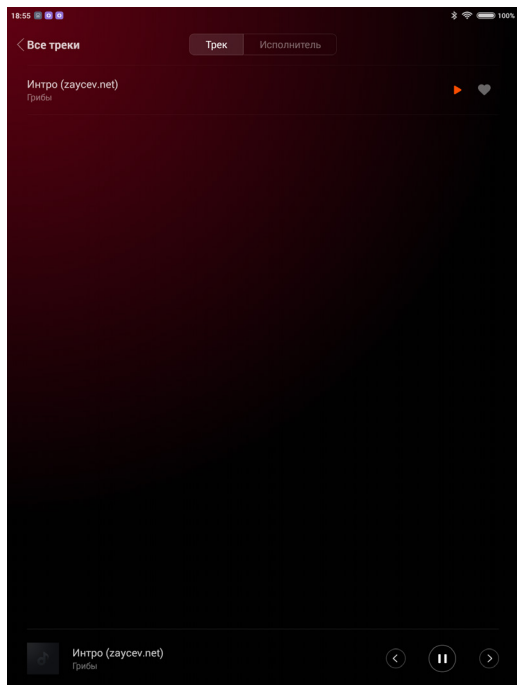 18:55
100%
Все треки
Трек
Исполнитель
Интро (zaycev.net)
Грибы
Интро (zaycev.net)
Грибы